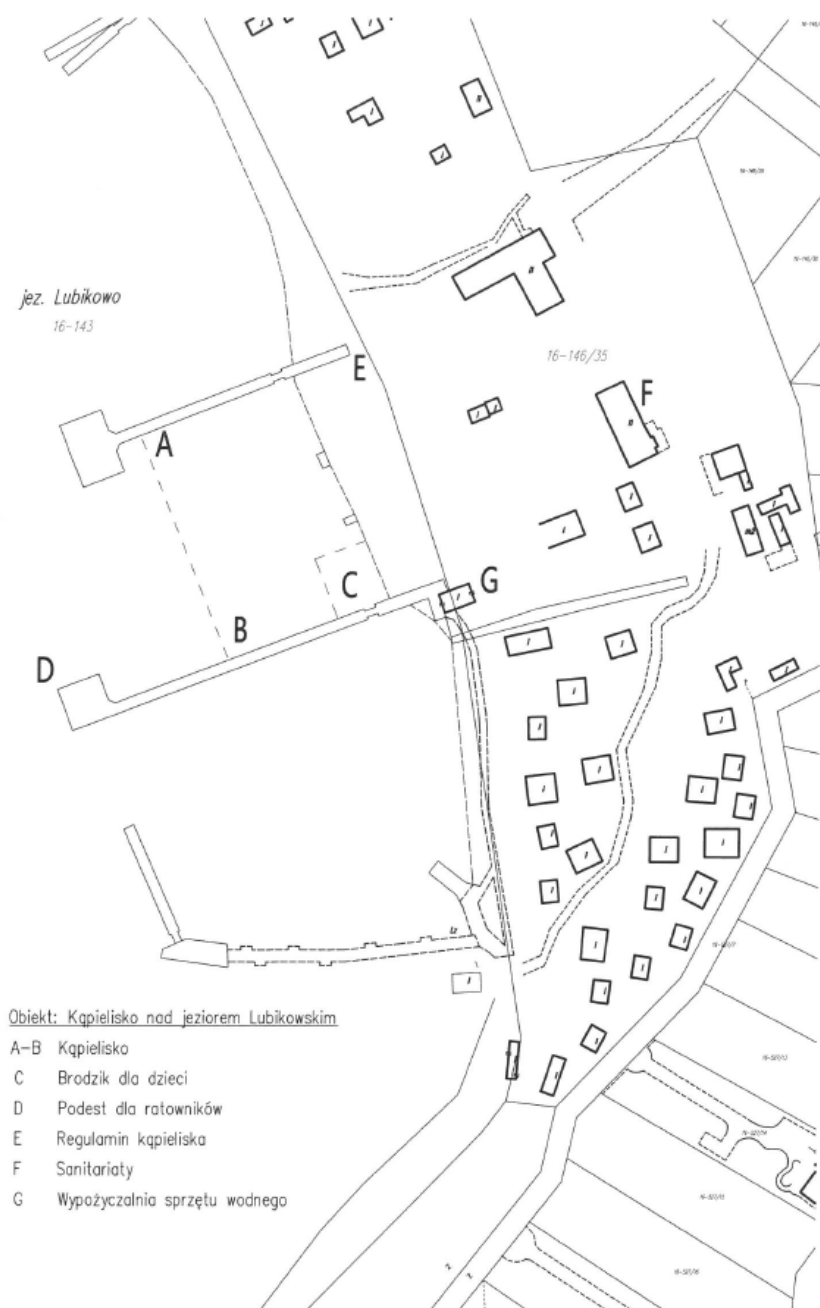 jez. Lubikowo
16-143
E
16-146/35
F
A
C
G
B
D
Obiekt: Kąpielisko nad jeziorem Lubikowskim
A-B Kąpielisko
C Brodzik dla dzieci
D Podest dla ratowników
E Regulamin kąpieliska
F Sanitariaty
G Wypożyczalnia sprzętu wodnego